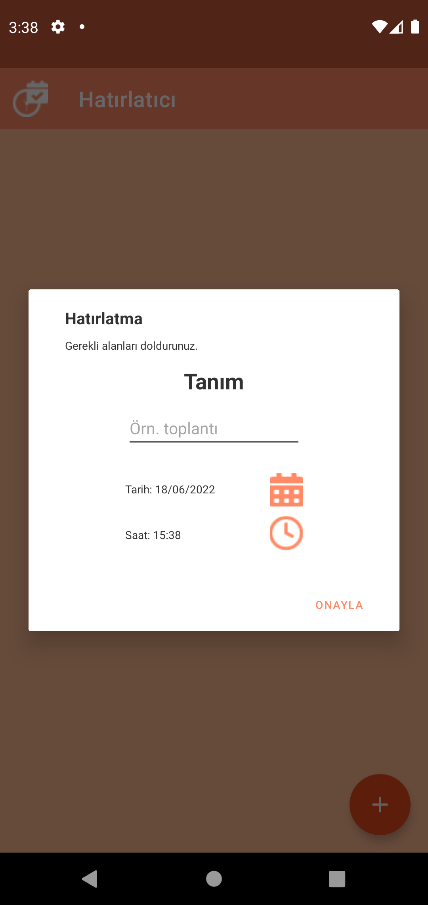 3:38
Hatırlatıcı
Hatırlatma
Gerekli alanları doldurunuz.
Tanım
Örn. toplantı
Tarih: 18/06/2022
Saat: 15:38
ONAYLA